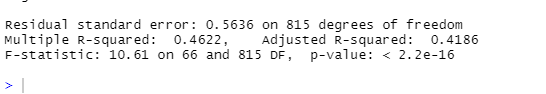 Residual standard error: 0.5636 on 815 degrees of freedom
Multiple R-squared:  0.4622,    Adjusted R-squared:  0.4186
F-statistic: 10.61 on 66 and 815 DF,  p-value: < 2.2e-16
>